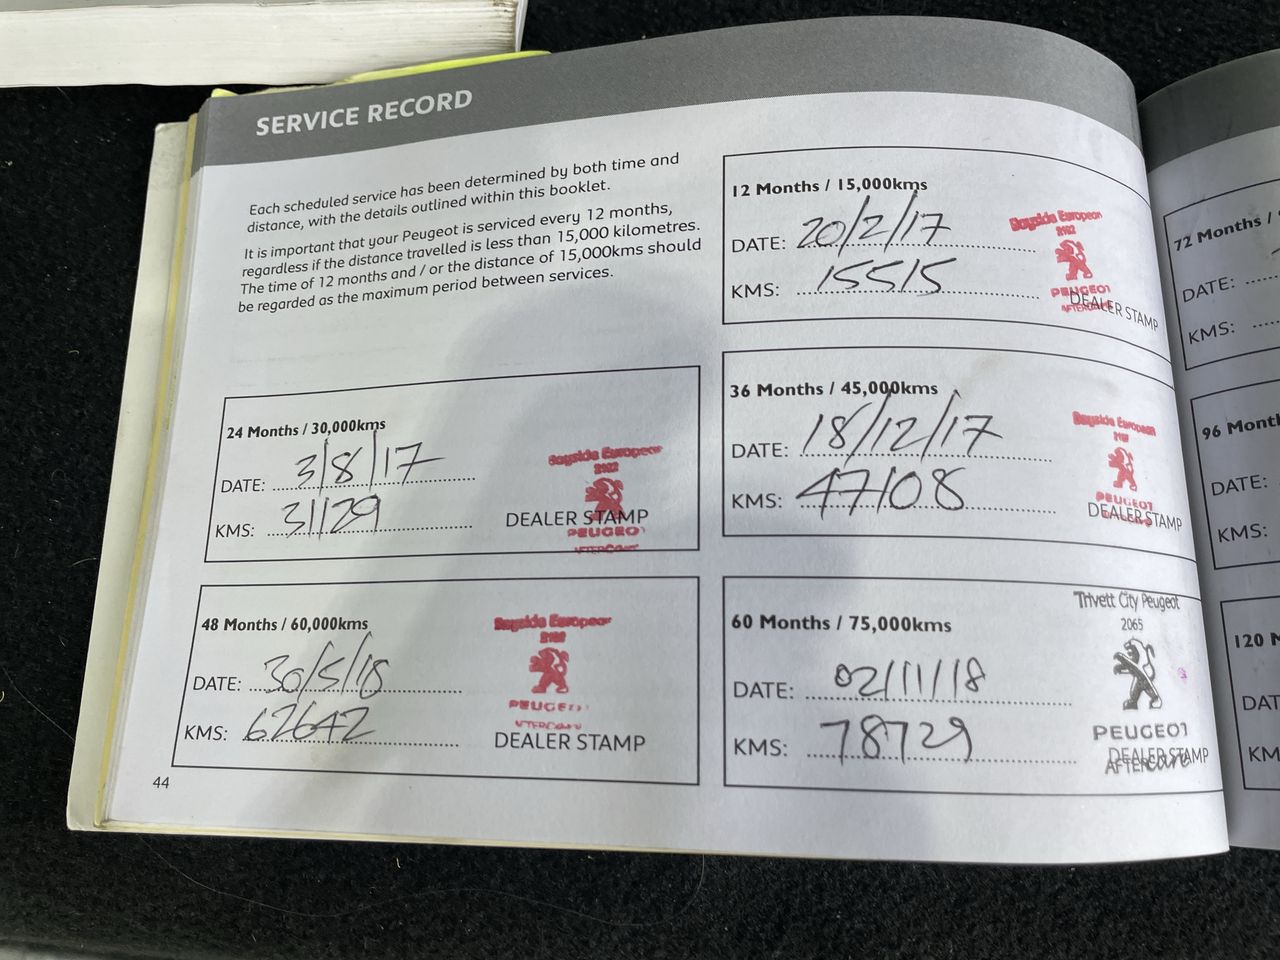 SERVICE RECORD
Each scheduled service has been determined by both time and
distance, with the details outlined within this booklet.
It is important that your Peugeot is serviced every 12 months,
regardless if the distance travelled is less than 15,000 kilometres.
The time of 12 months and / or the distance of 15,000kms should
be regarded as the maximum period between services.
12 Months / 15,000kms
DATE: 20/2/17
KMS: 15515
Bayside European
PEUGEOT
AFTERCARE
DEALER STAMP
24 Months / 30,000kms
DATE: 3/8/17
KMS: 31129
Bayside European
PEUGEOT
DEALER STAMP
36 Months / 45,000kms
DATE: 18/12/17
KMS: 47108
Bayside European
PEUGEOT
DEALER STAMP
48 Months / 60,000kms
DATE: 30/5/18
KMS: 62642
Bayside European
PEUGEOT
DEALER STAMP
60 Months / 75,000kms
DATE: 02/11/18
KMS: 78729
Trivett City Peugeot
2065
PEUGEOT
AFTERcare
DEALER STAMP
44
72 Months /
DATE:
KMS:
96 Mont
DATE:
KMS:
120 M
DAT
KM